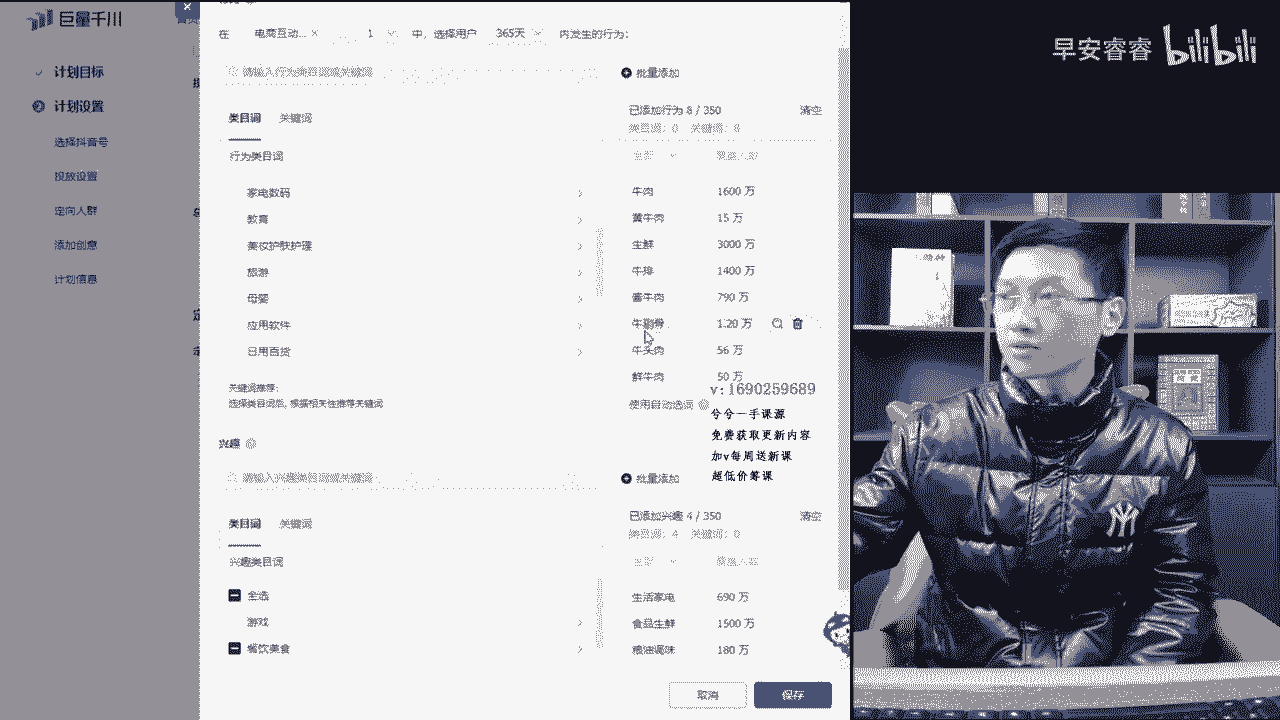 巨量千川
计划目标
计划设置
选择抖音号
投放设置
定向人群
添加创意
计划信息
在 电商互动... × 1 中，选择用户 365天 内发生的行为：
请输入行为类目词或关键词
批量添加
类目词 关键词
已添加行为 8 / 350 清空
类目词：0 关键词：8
行为类目词
家电数码
教育
美妆护肤护理
旅游
母婴
应用软件
日用百货
牛肉 1600 万
黄牛肉 15 万
生鲜 3000 万
牛排 1400 万
酱牛肉 790 万
1.20 万
牛头肉 56 万
鲜牛肉 50 万
关键词推荐：
选择类目词后, 根据相关性推荐关键词
使用自动选词
v:1690259689
兮兮一手课源
免费获取更新内容
加v每周送新课
超低价筹课
兴趣
请输入兴趣类目词或关键词
批量添加
类目词 关键词
已添加兴趣 4 / 350 清空
类目词：4 关键词：0
兴趣类目词
全选
游戏
餐饮美食
生活家电 690 万
食品生鲜 1500 万
粮油调味 180 万
取消
保存
早安睿睿 bilibili
NY